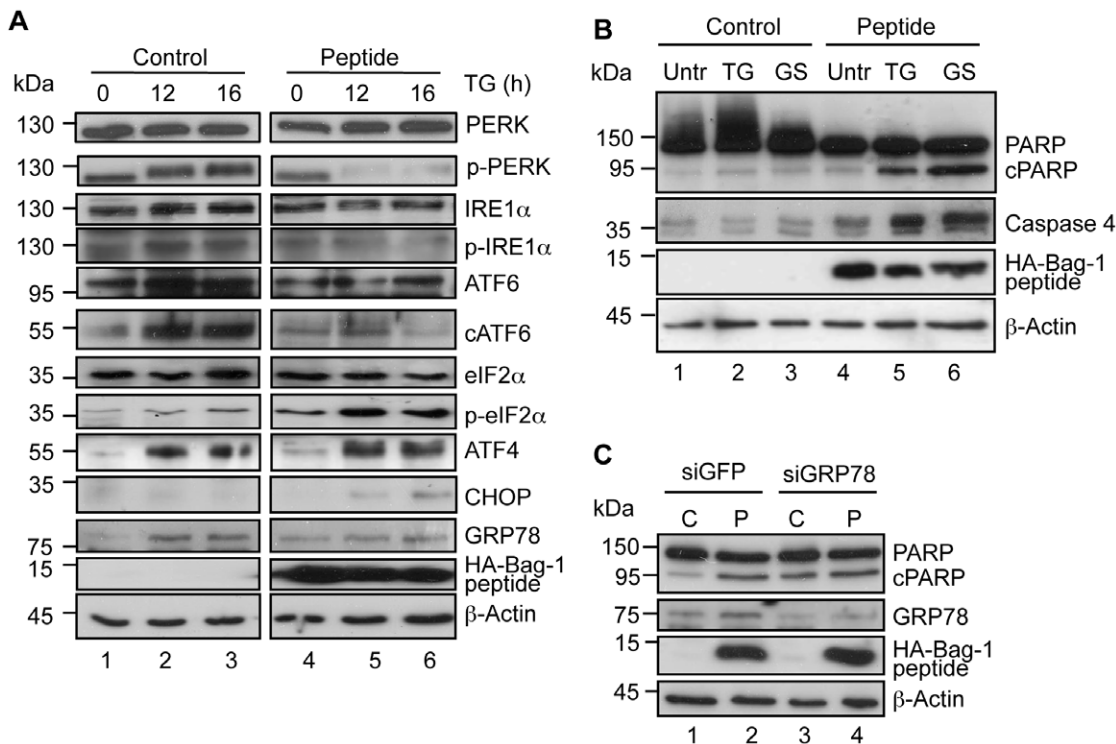 A
Control Peptide
kDa 0 12 16 0 12 16 TG (h)
130 PERK
130 p-PERK
130 IRE1α
130 p-IRE1α
95 ATF6
55 cATF6
35 eIF2α
35 p-eIF2α
55 ATF4
35 CHOP
75 GRP78
15 HA-Bag-1
peptide
45 β-Actin
1 2 3 4 5 6
B
Control Peptide
kDa Untr TG GS Untr TG GS
150 PARP
95 cPARP
35 Caspase 4
15 HA-Bag-1
peptide
45 β-Actin
1 2 3 4 5 6
C
siGFP siGRP78
kDa C P C P
150 PARP
95 cPARP
75 GRP78
15 HA-Bag-1
peptide
45 β-Actin
1 2 3 4